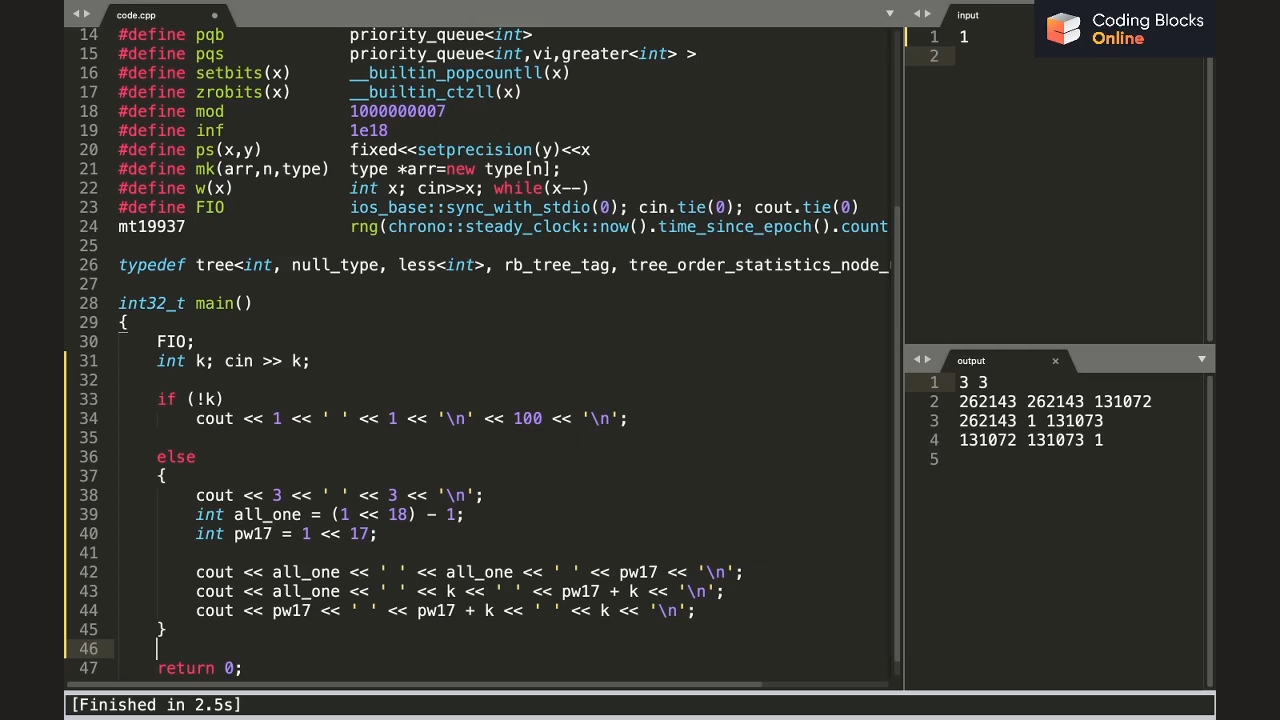 code.cpp
14 #define pqb priority_queue<int>
15 #define pqs priority_queue<int,vi,greater<int> >
16 #define setbits(x) __builtin_popcountll(x)
17 #define zrobits(x) __builtin_ctzll(x)
18 #define mod 1000000007
19 #define inf 1e18
20 #define ps(x,y) fixed<<setprecision(y)<<x
21 #define mk(arr,n,type) type *arr=new type[n];
22 #define w(x) int x; cin>>x; while(x--)
23 #define FIO ios_base::sync_with_stdio(0); cin.tie(0); cout.tie(0)
24 mt19937 rng(chrono::steady_clock::now().time_since_epoch().count
25
26 typedef tree<int, null_type, less<int>, rb_tree_tag, tree_order_statistics_node_
27
28 int32_t main()
29 {
30 FIO;
31 int k; cin >> k;
32
33 if (!k)
34 cout << 1 << ' ' << 1 << '\n' << 100 << '\n';
35
36 else
37 {
38 cout << 3 << ' ' << 3 << '\n';
39 int all_one = (1 << 18) - 1;
40 int pw17 = 1 << 17;
41
42 cout << all_one << ' ' << all_one << ' ' << pw17 << '\n';
43 cout << all_one << ' ' << k << ' ' << pw17 + k << '\n';
44 cout << pw17 << ' ' << pw17 + k << ' ' << k << '\n';
45 }
46
47 return 0;
input
1 1
2
Coding Blocks
Online
output
1 3 3
2 262143 262143 131072
3 262143 1 131073
4 131072 131073 1
5
[Finished in 2.5s]